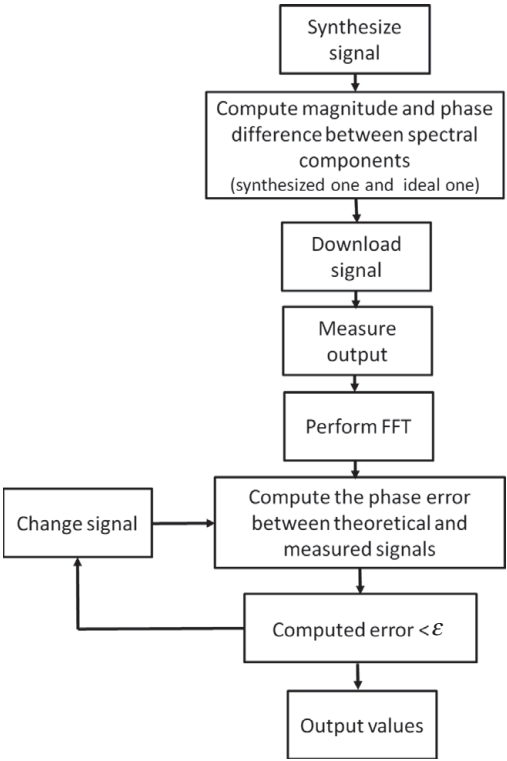 Synthesize
signal
Compute magnitude and phase
difference between spectral
components
(synthesized one and ideal one)
Download
signal
Measure
output
Perform FFT
Change signal
Compute the phase error
between theoretical and
measured signals
Computed error <ε
Output values